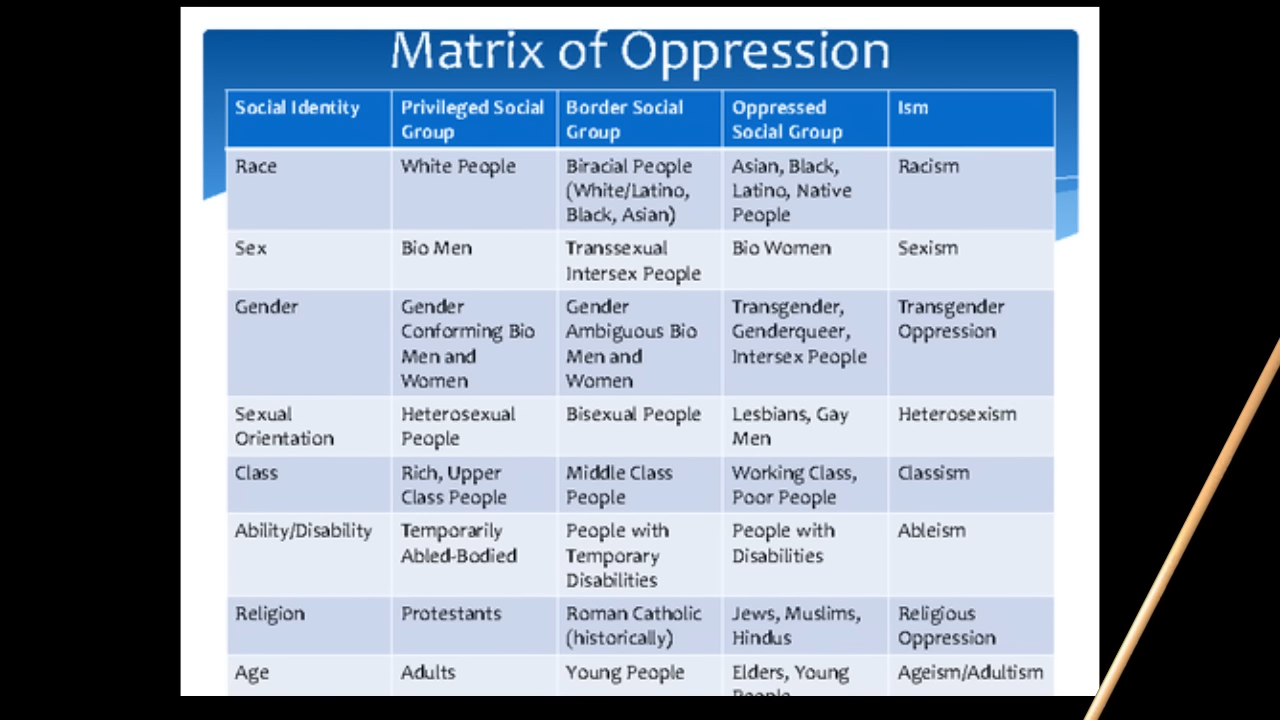 Matrix of Oppression
Social Identity
Privileged Social
Group
Border Social
Group
Oppressed
Social Group
Ism
Race
White People
Biracial People
(White/Latino,
Black, Asian)
Asian, Black,
Latino, Native
People
Racism
Sex
Bio Men
Transsexual
Intersex People
Bio Women
Sexism
Gender
Gender
Conforming Bio
Men and
Women
Gender
Ambiguous Bio
Men and
Women
Transgender,
Genderqueer,
Intersex People
Transgender
Oppression
Sexual
Orientation
Heterosexual
People
Bisexual People
Lesbians, Gay
Men
Heterosexism
Class
Rich, Upper
Class People
Middle Class
People
Working Class,
Poor People
Classism
Ability/Disability
Temporarily
Abled-Bodied
People with
Temporary
Disabilities
People with
Disabilities
Ableism
Religion
Protestants
Roman Catholic
(historically)
Jews, Muslims,
Hindus
Religious
Oppression
Age
Adults
Young People
Elders, Young
People
Ageism/Adultism